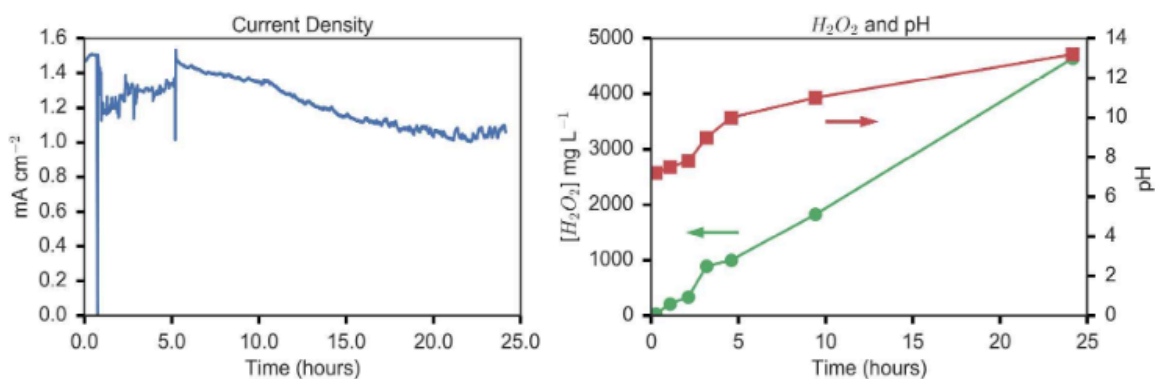 Current Density
1.6
1.4
1.2
1.0
0.8
0.6
0.4
0.2
0.0
mA cm−2
0.0 5.0 10.0 15.0 20.0 25.0
Time (hours)
H2O2 and pH
5000
4000
3000
2000
1000
0
[H2O2] mg L−1
14
12
10
8
6
4
2
0
pH
0 5 10 15 20 25
Time (hours)